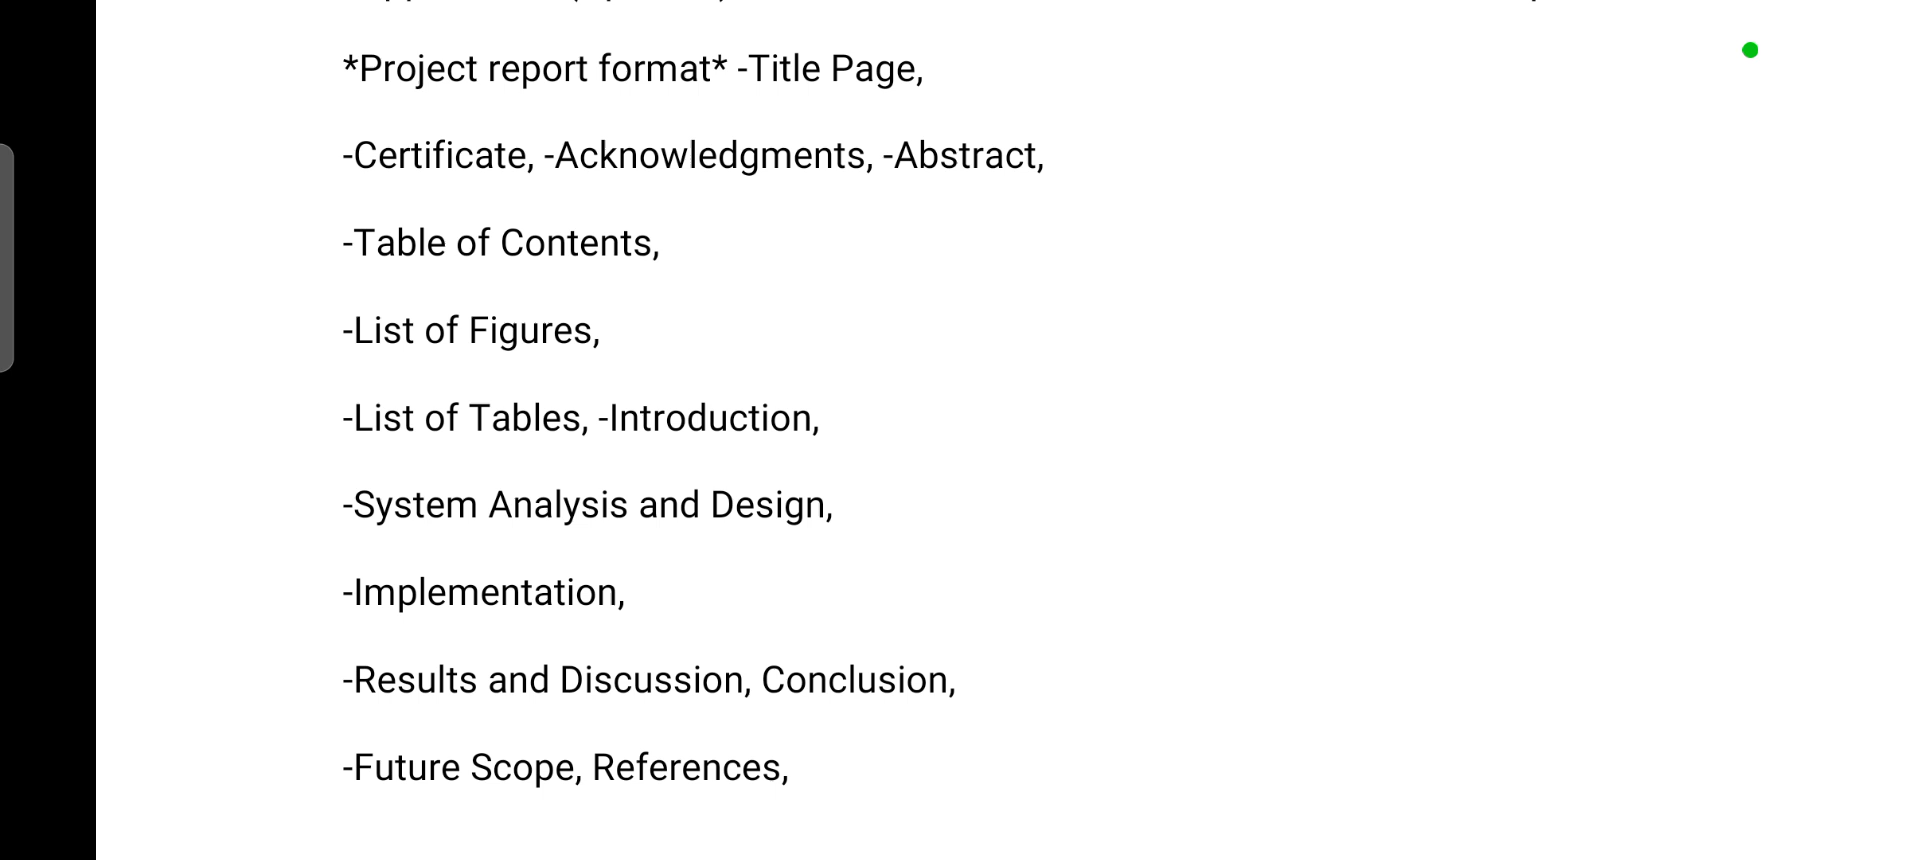 *Project report format* -Title Page,
-Certificate, -Acknowledgments, -Abstract,
-Table of Contents,
-List of Figures,
-List of Tables, -Introduction,
-System Analysis and Design,
-Implementation,
-Results and Discussion, Conclusion,
-Future Scope, References,